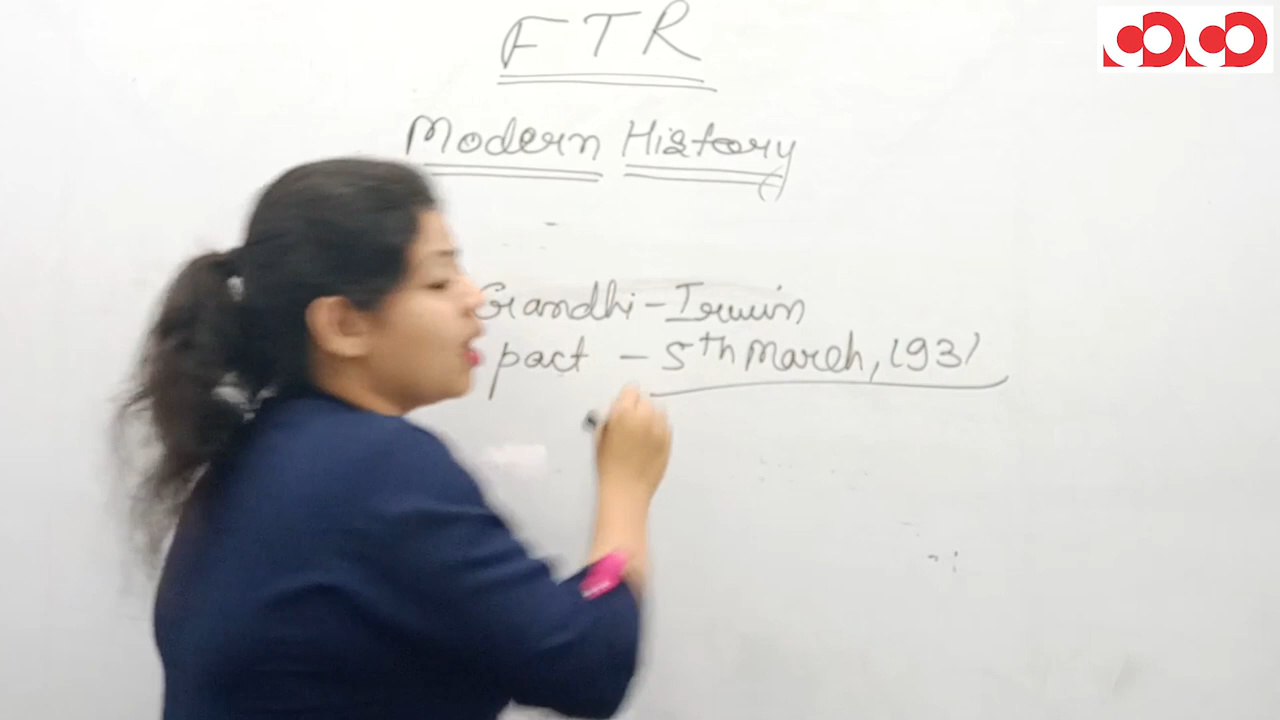 FTR
Modern History
Gandhi-Irwin
pact - 5th March, 1931